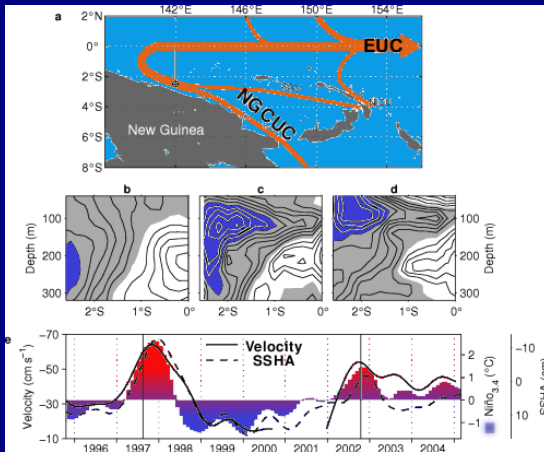 142°E 146°E 150°E 154°E
a
0°
2°S
4°S
6°S
8°S
EUC
NGCUC
New Guinea
b c d
Depth (m)
100
200
300
2°S 1°S 0°
2°S 1°S 0°
2°S 1°S 0°
100
200
300
Depth (m)
e
Velocity (cm s⁻¹)
-70
-50
-30
-10
Velocity
SSHA
2
1
0
-1
Niño3.4 (°C)
-10
0
10
SSHA (cm)
1996 1997 1998 1999 2000 2001 2002 2003 2004